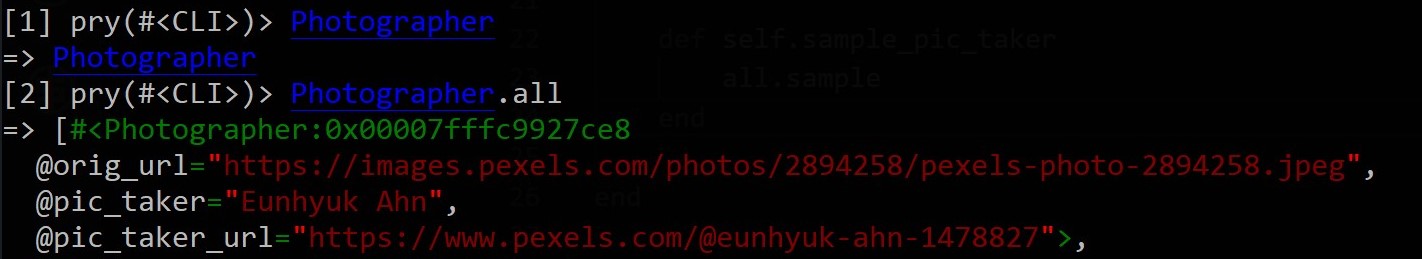 [1] pry(#<CLI>)> Photographer
=> Photographer
[2] pry(#<CLI>)> Photographer.all
=> [#<Photographer:0x00007fffc9927ce8
@orig_url="https://images.pexels.com/photos/2894258/pexels-photo-2894258.jpeg",
@pic_taker="Eunhyuk Ahn",
@pic_taker_url="https://www.pexels.com/@eunhyuk-ahn-1478827">,
22 def self.sample_pic_taker
all.sample
end
26 end